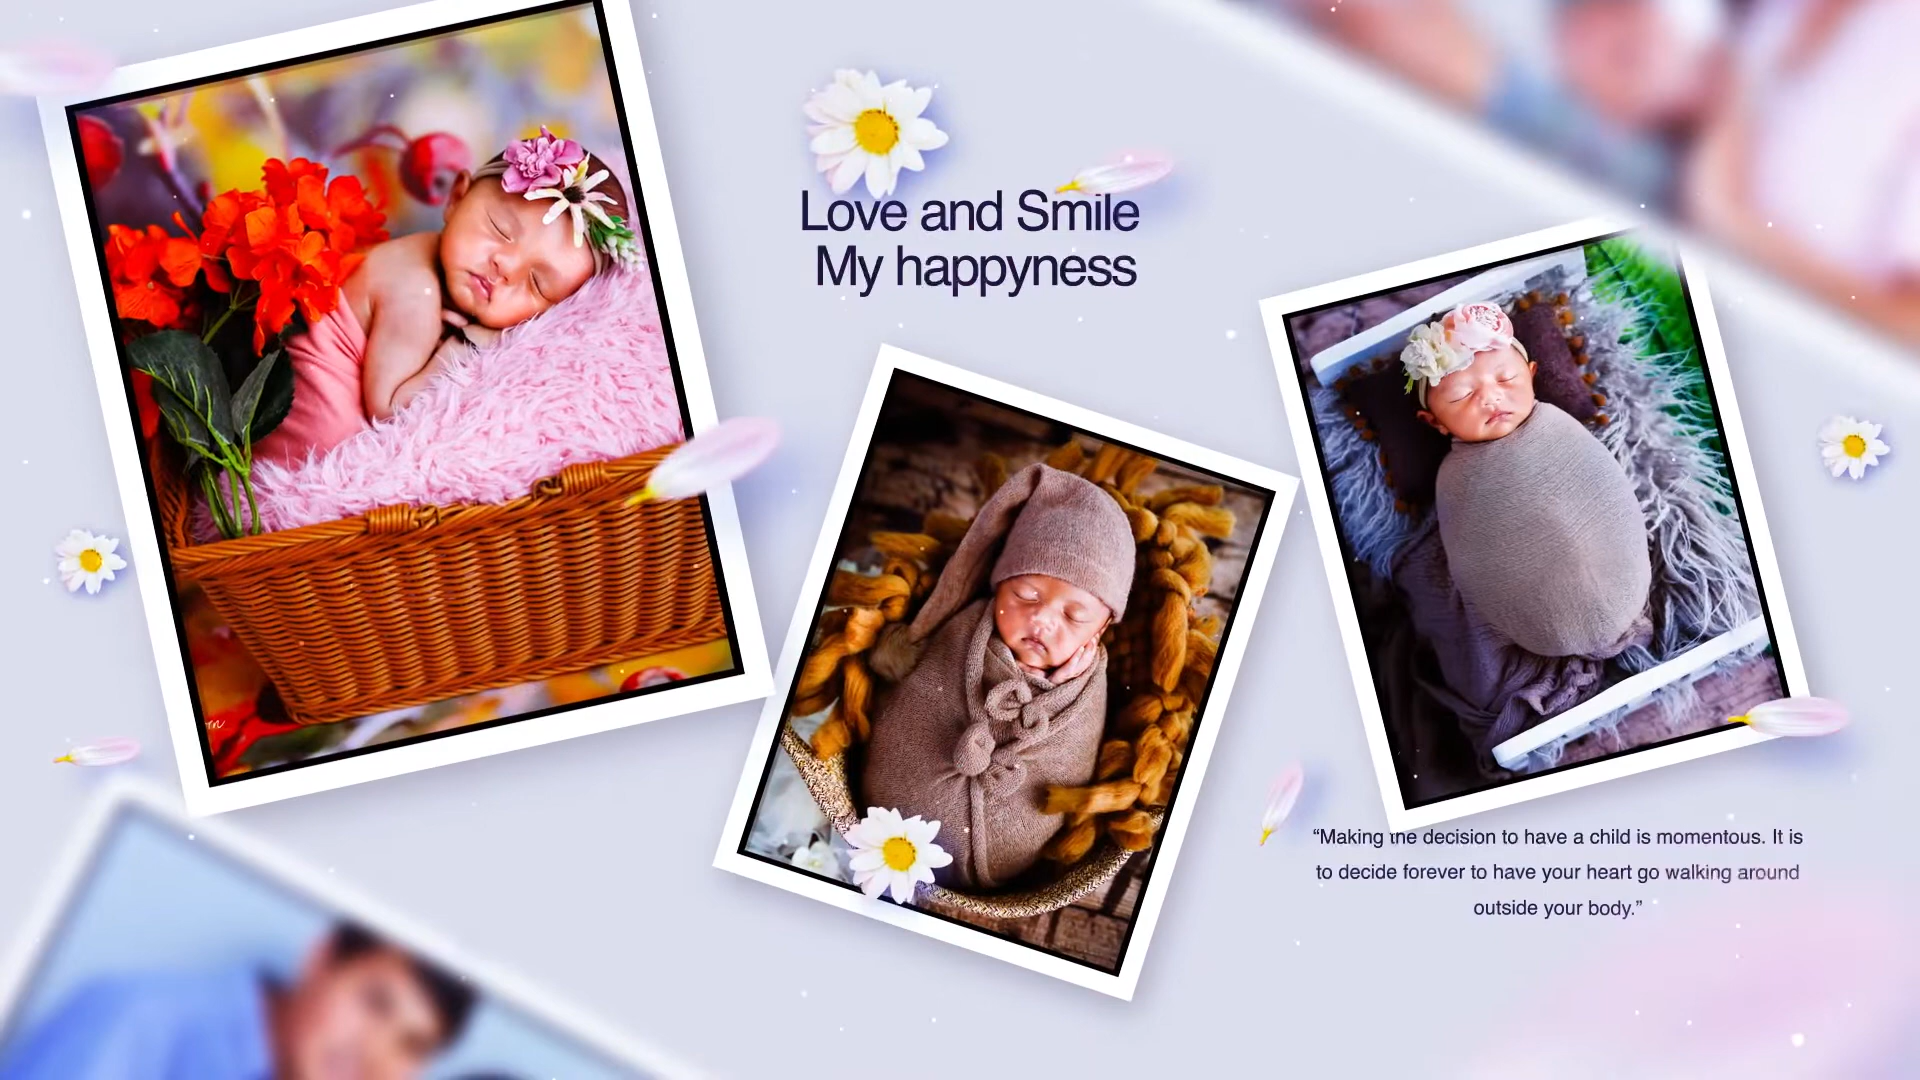 Love and Smile
My happyness
“Making the decision to have a child is momentous. It is
to decide forever to have your heart go walking around
outside your body.”